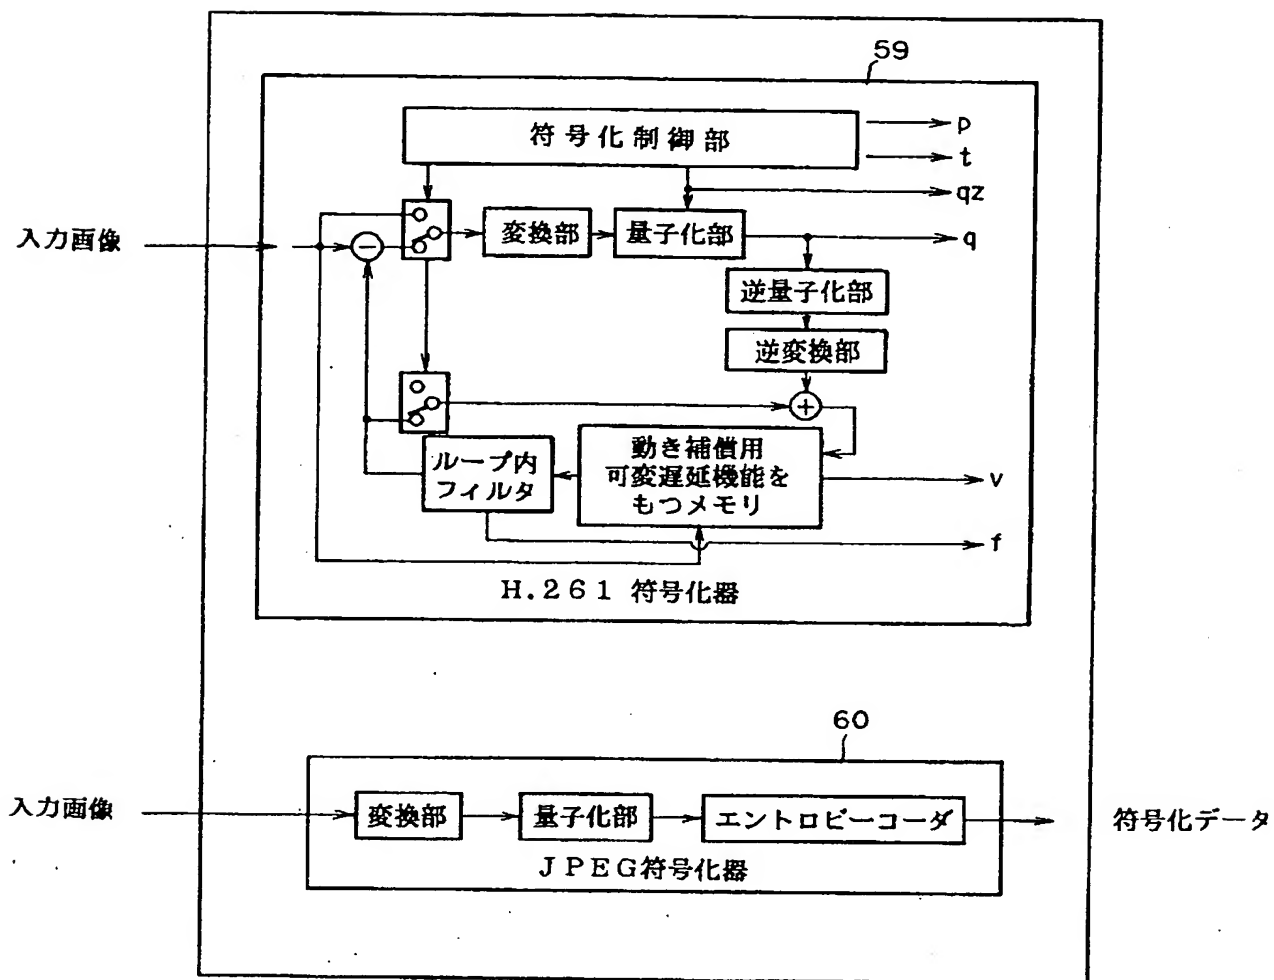 59
符号化制御部
p
t
qz
入力画像
変換部
量子化部
q
逆量子化部
逆変換部
ループ内
フィルタ
動き補償用
可変遅延機能を
もつメモリ
v
f
H.261 符号化器
60
入力画像
変換部
量子化部
エントロピーコーダ
符号化データ
JPEG符号化器